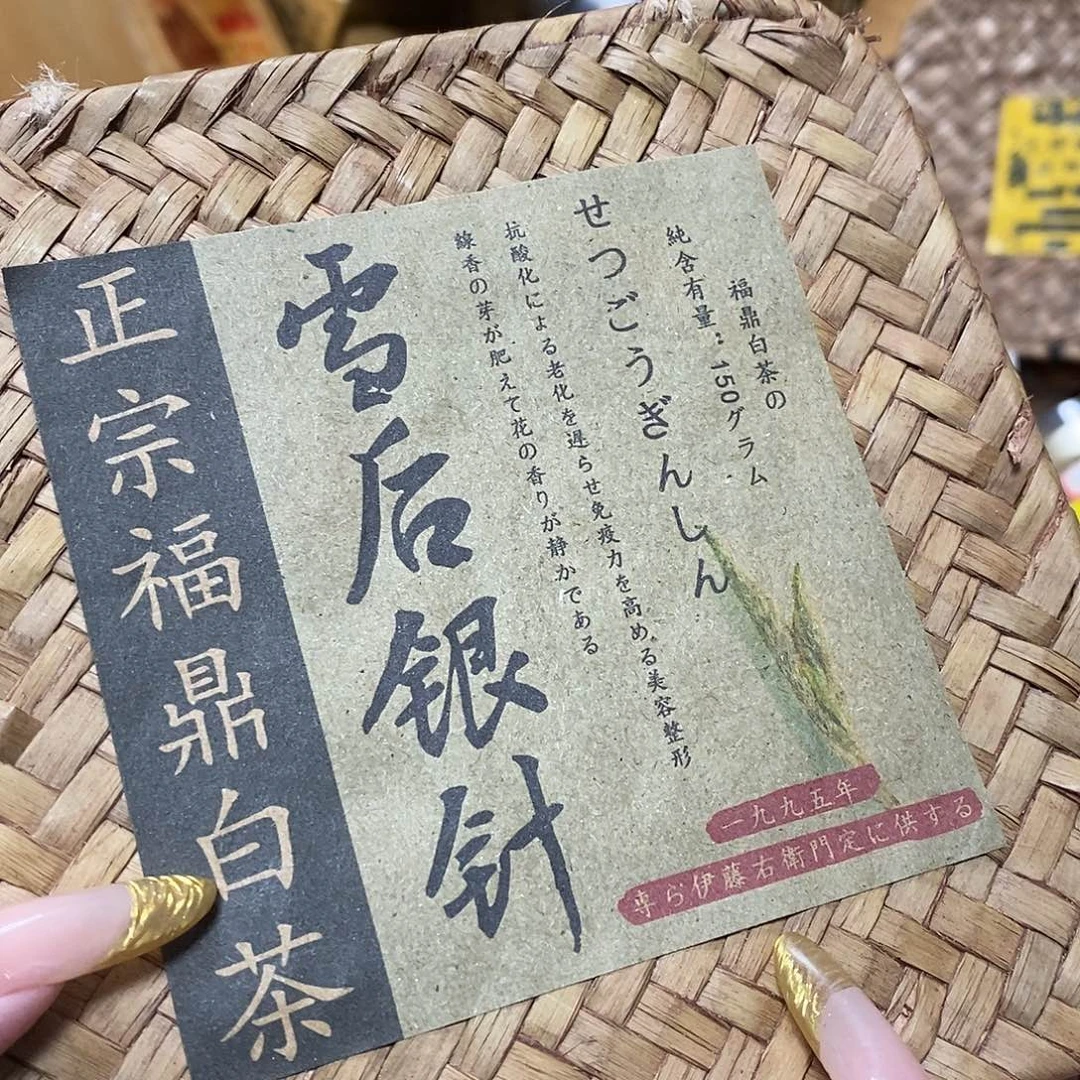 福鼎白茶の
純含有量：150グラム
せつごうぎんしん
抗酸化による老化を遅らせ免疫力を高める美容整形
線香の芽が肥えて花の香りが静かである
雪后银针
正宗福鼎白茶
一九九五年
専ら伊藤右衛門定に供する